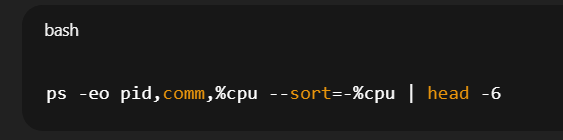 bash
ps -eo pid,comm,%cpu --sort=-%cpu | head -6